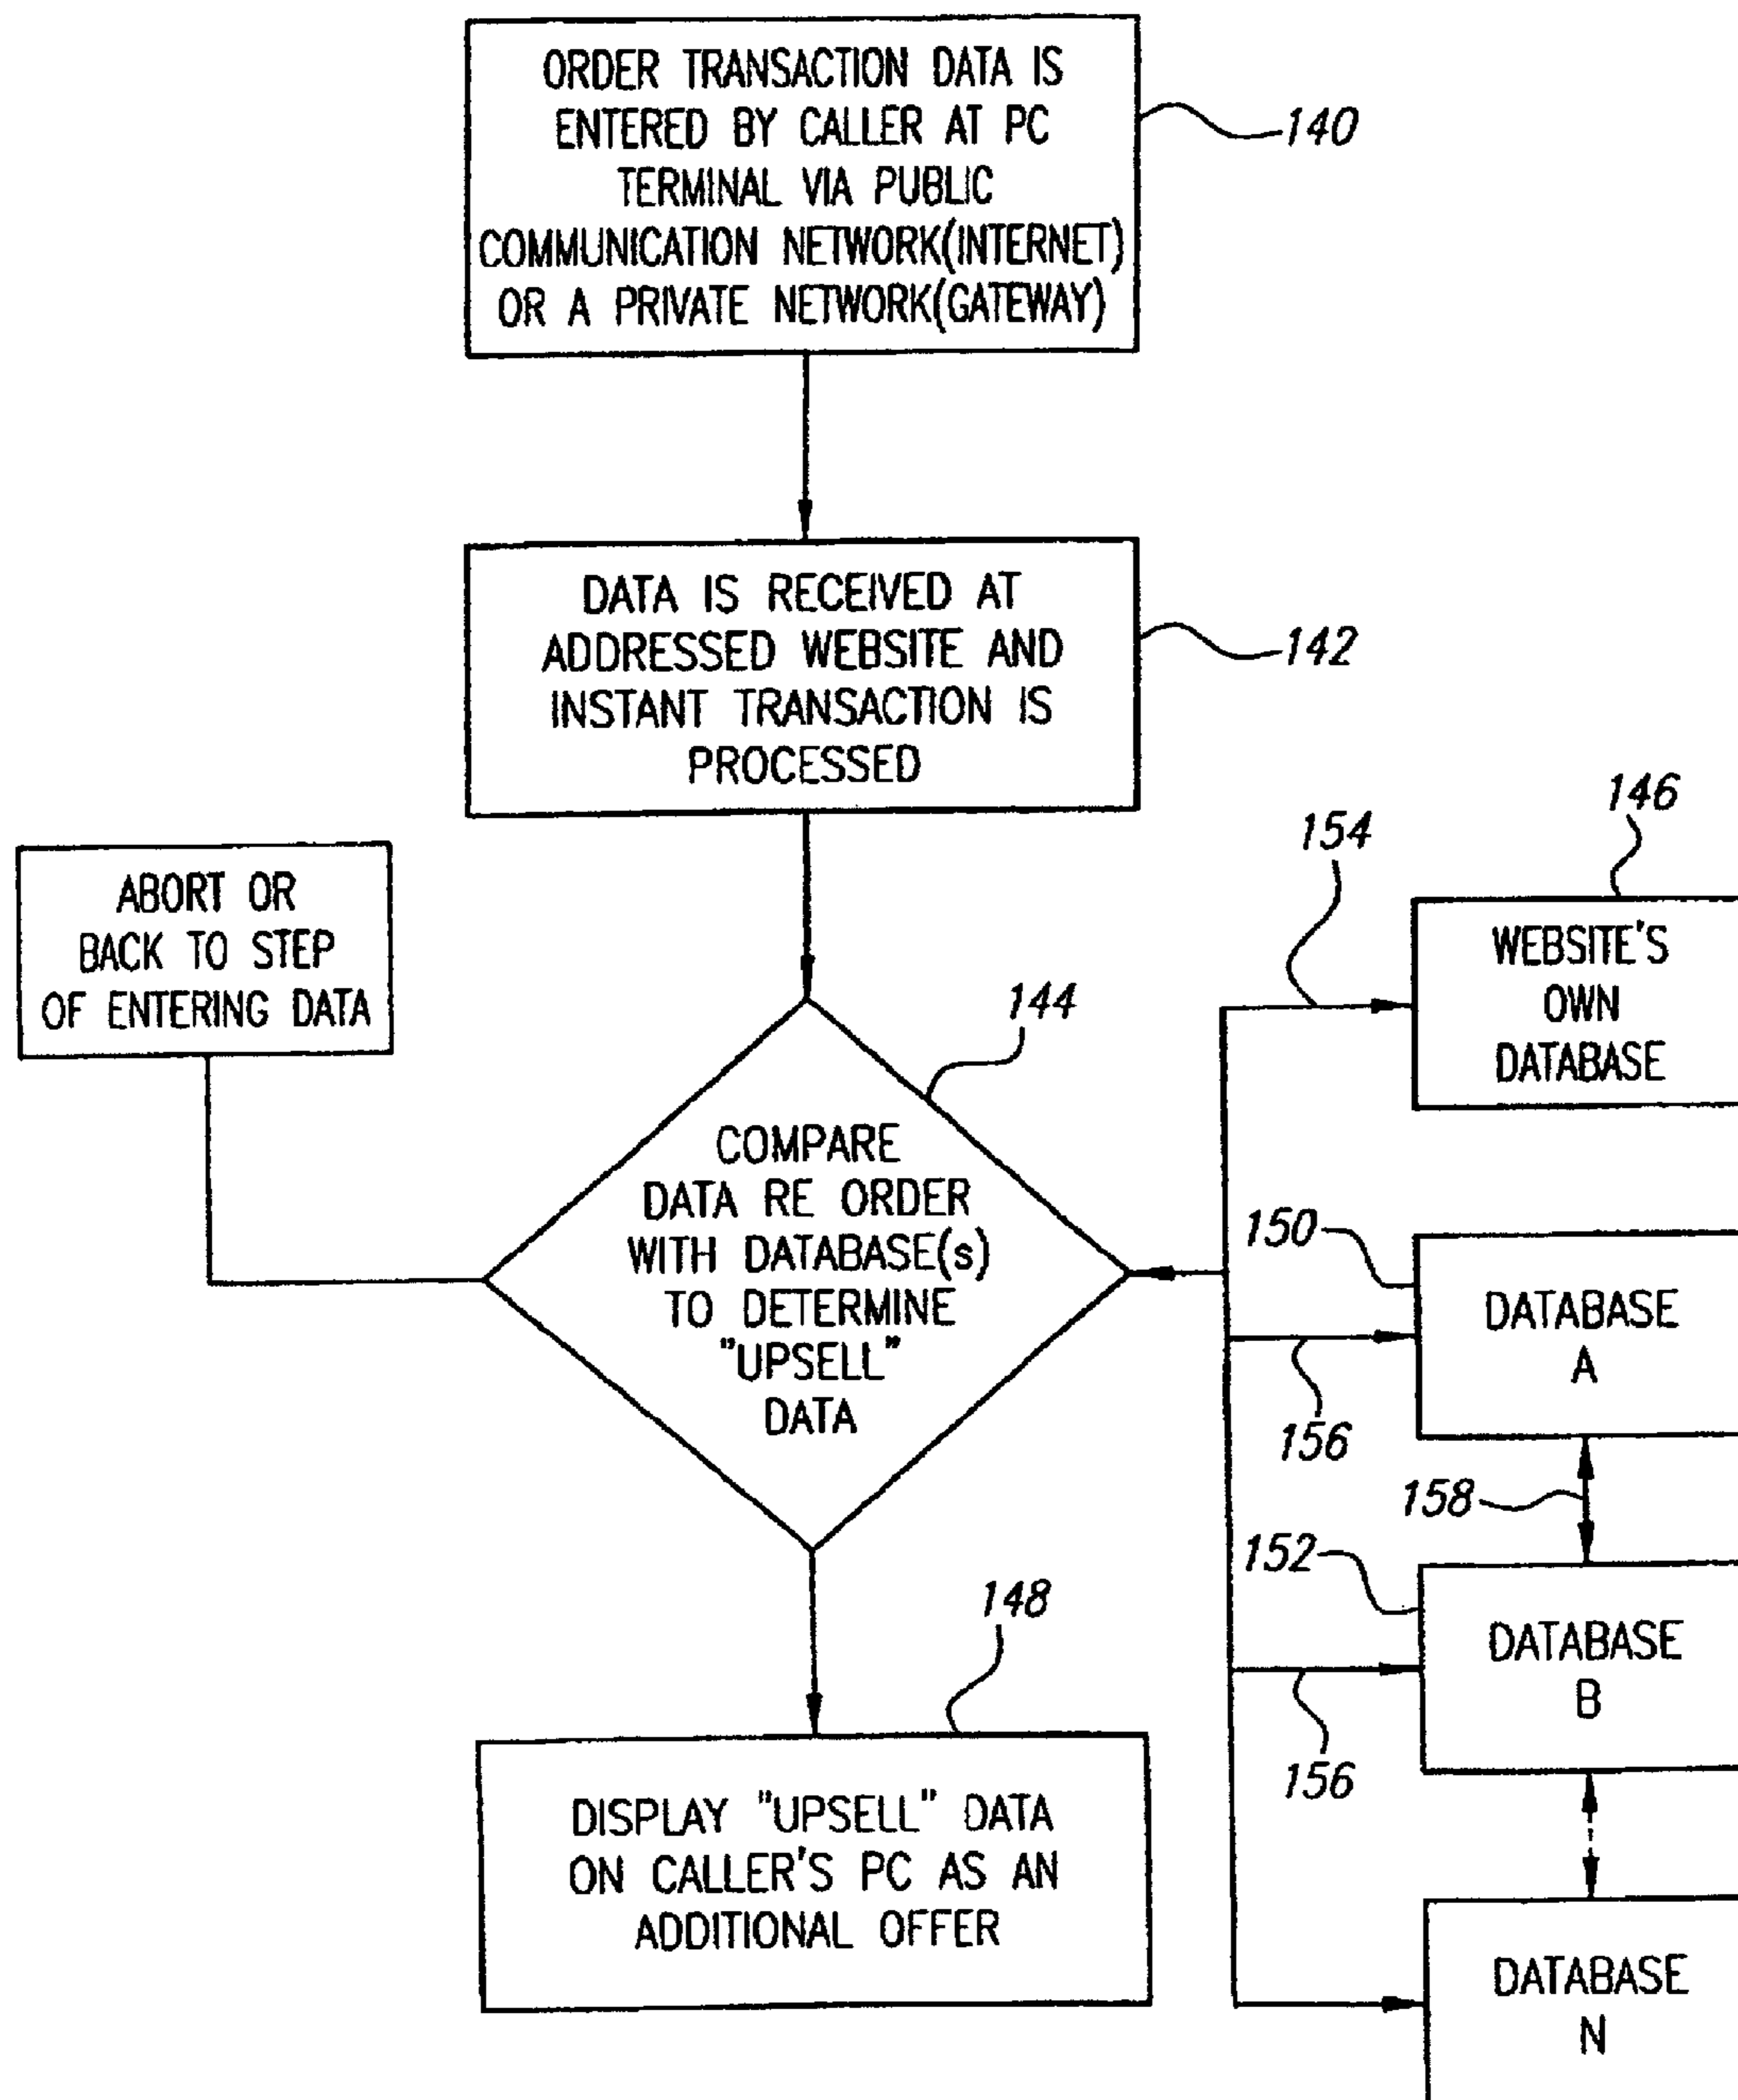 ORDER TRANSACTION DATA IS
ENTERED BY CALLER AT PC
TERMINAL VIA PUBLIC
COMMUNICATION NETWORK(INTERNET)
OR A PRIVATE NETWORK(GATEWAY)
140
DATA IS RECEIVED AT
ADDRESSED WEBSITE AND
INSTANT TRANSACTION IS
PROCESSED
142
ABORT OR
BACK TO STEP
OF ENTERING DATA
144
COMPARE
DATA RE ORDER
WITH DATABASE(s)
TO DETERMINE
"UPSELL"
DATA
154
146
WEBSITE'S
OWN
DATABASE
150
DATABASE
A
156
158
152
DATABASE
B
156
148
DISPLAY "UPSELL" DATA
ON CALLER'S PC AS AN
ADDITIONAL OFFER
DATABASE
N